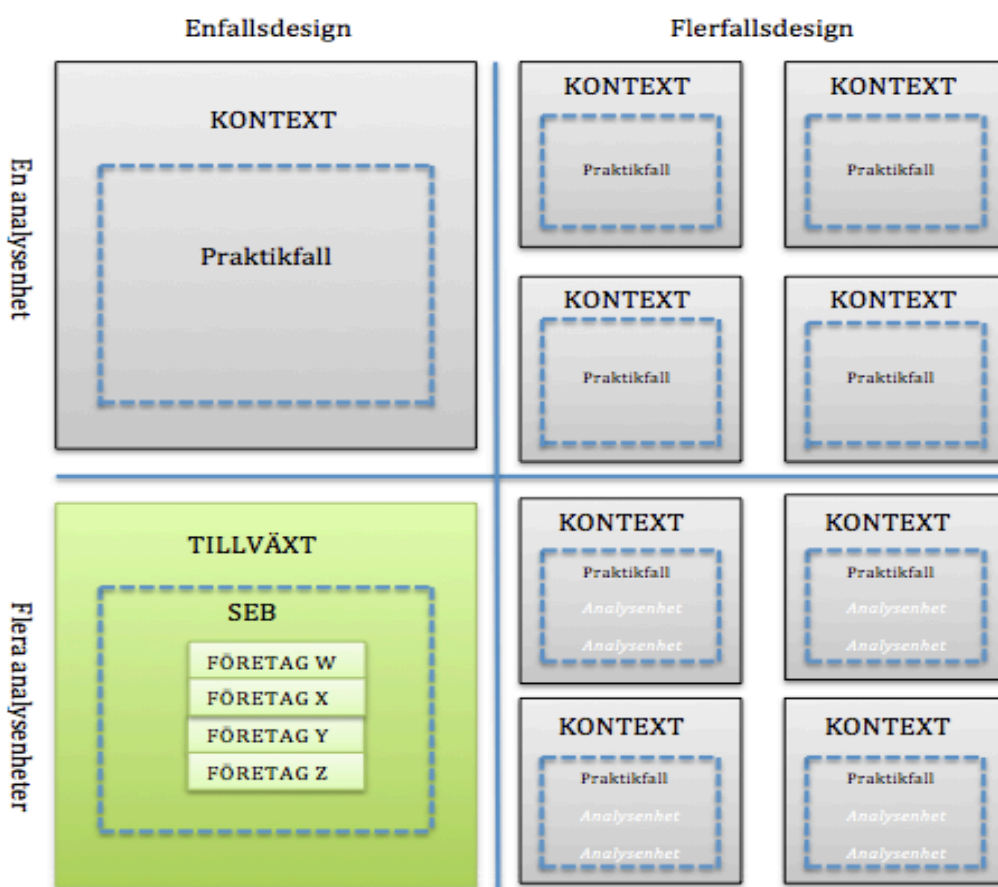 Enfallsdesign
Flerfallsdesign
En analysenhet
KONTEXT
Praktikfall
KONTEXT
Praktikfall
KONTEXT
Praktikfall
KONTEXT
Praktikfall
KONTEXT
Praktikfall
Flera analysenheter
TILLVÄXT
SEB
FÖRETAG W
FÖRETAG X
FÖRETAG Y
FÖRETAG Z
KONTEXT
Praktikfall
Analysenhet
Analysenhet
KONTEXT
Praktikfall
Analysenhet
Analysenhet
KONTEXT
Praktikfall
Analysenhet
Analysenhet
KONTEXT
Praktikfall
Analysenhet
Analysenhet